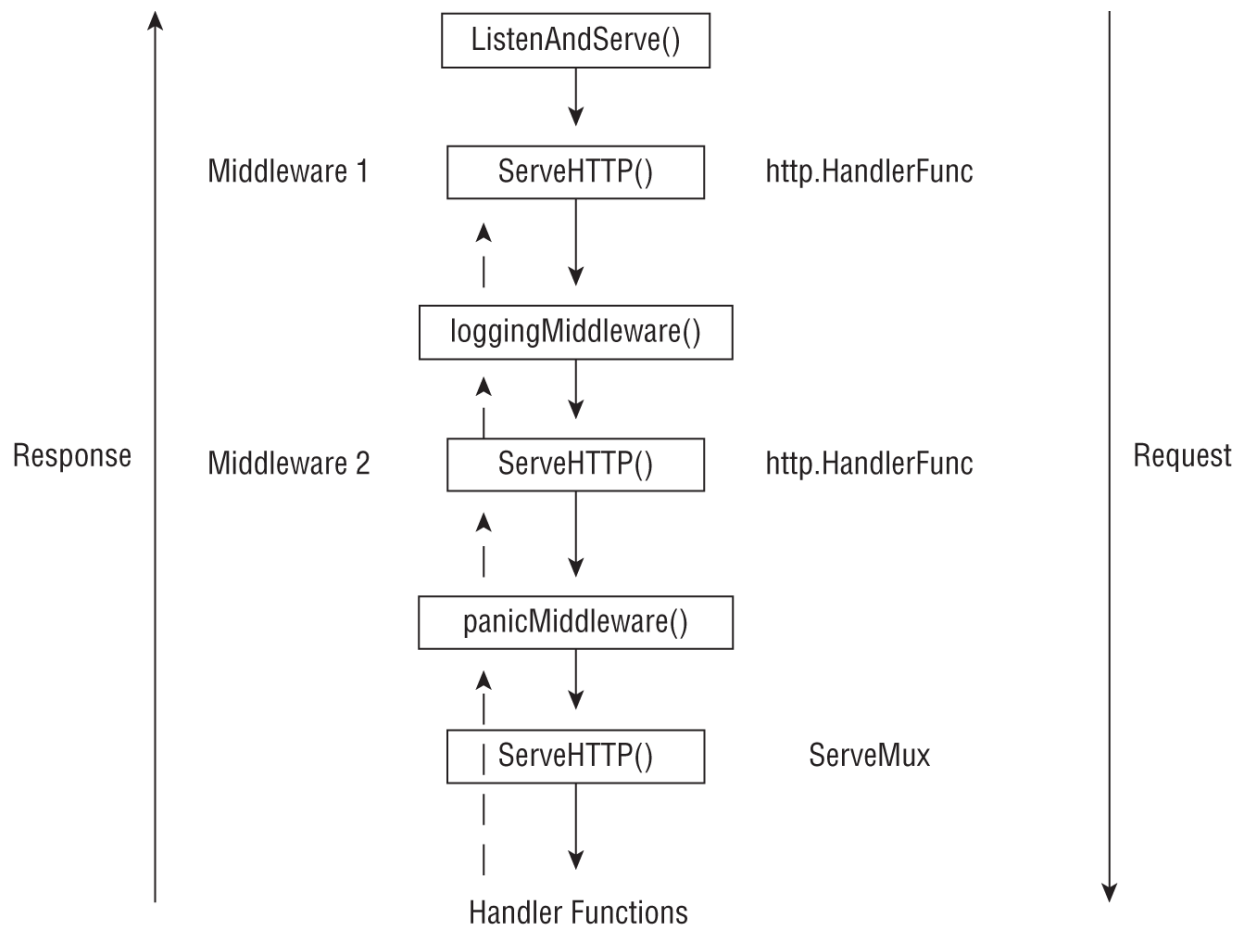 ListenAndServe()
Middleware 1
ServeHTTP()
http.HandlerFunc
loggingMiddleware()
Response
Middleware 2
ServeHTTP()
http.HandlerFunc
Request
panicMiddleware()
ServeHTTP()
ServeMux
Handler Functions